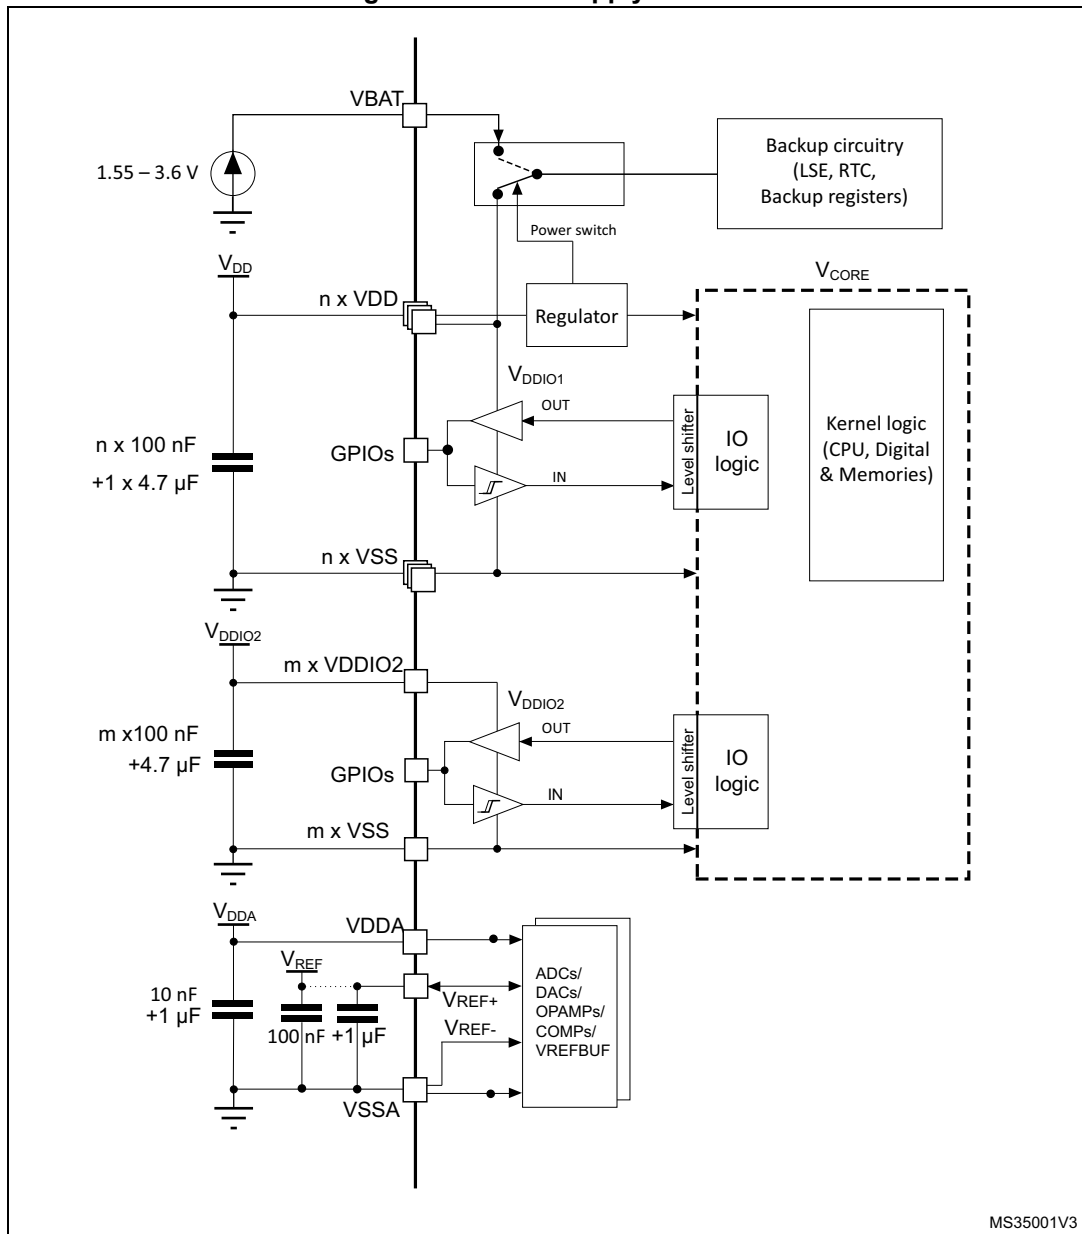 VBAT
1.55 – 3.6 V
Backup circuitry
(LSE, RTC,
Backup registers)
Power switch
VDD
VCORE
n x VDD
Regulator
VDDIO1
OUT
n x 100 nF
+1 x 4.7 µF
GPIOs
IN
Level shifter
IO
logic
Kernel logic
(CPU, Digital
& Memories)
n x VSS
VDDIO2
m x VDDIO2
VDDIO2
OUT
m x100 nF
+4.7 µF
GPIOs
IN
Level shifter
IO
logic
m x VSS
VDDA
VDDA
VREF
10 nF
+1 µF
100 nF
+1 µF
VREF+
VREF-
ADCs/
DACs/
OPAMPs/
COMPs/
VREFBUF
VSSA
MS35001V3